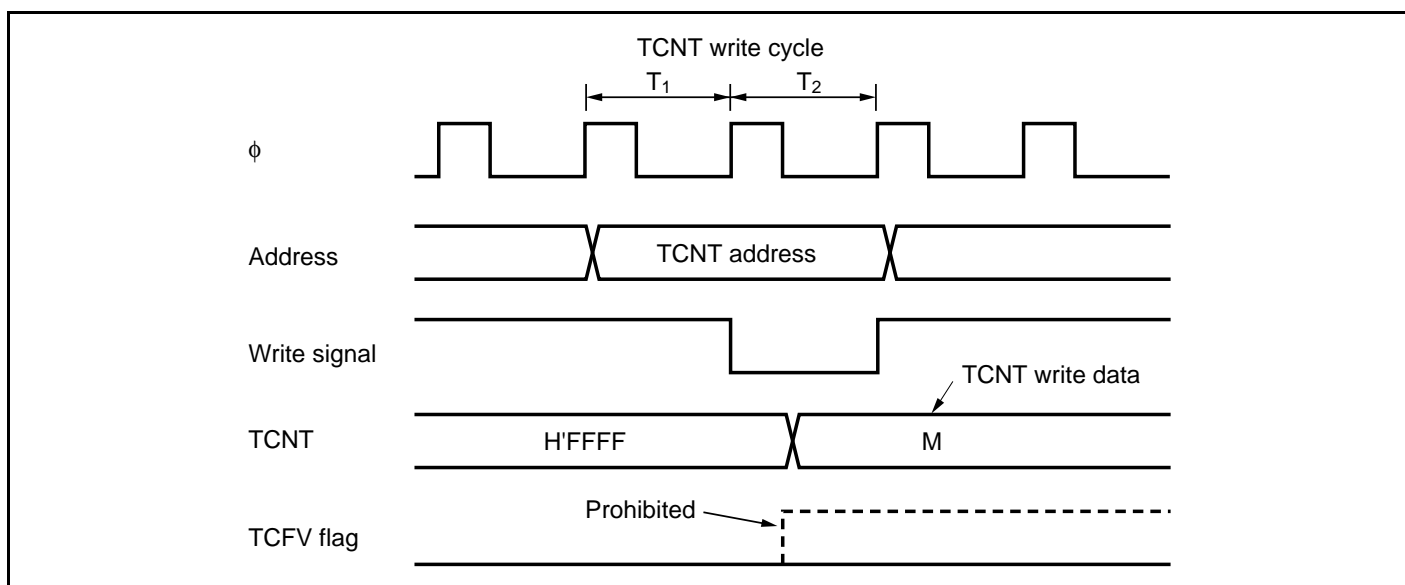 TCNT write cycle
T1 T2
ϕ
Address TCNT address
Write signal
TCNT write data
TCNT H'FFFF M
Prohibited
TCFV flag